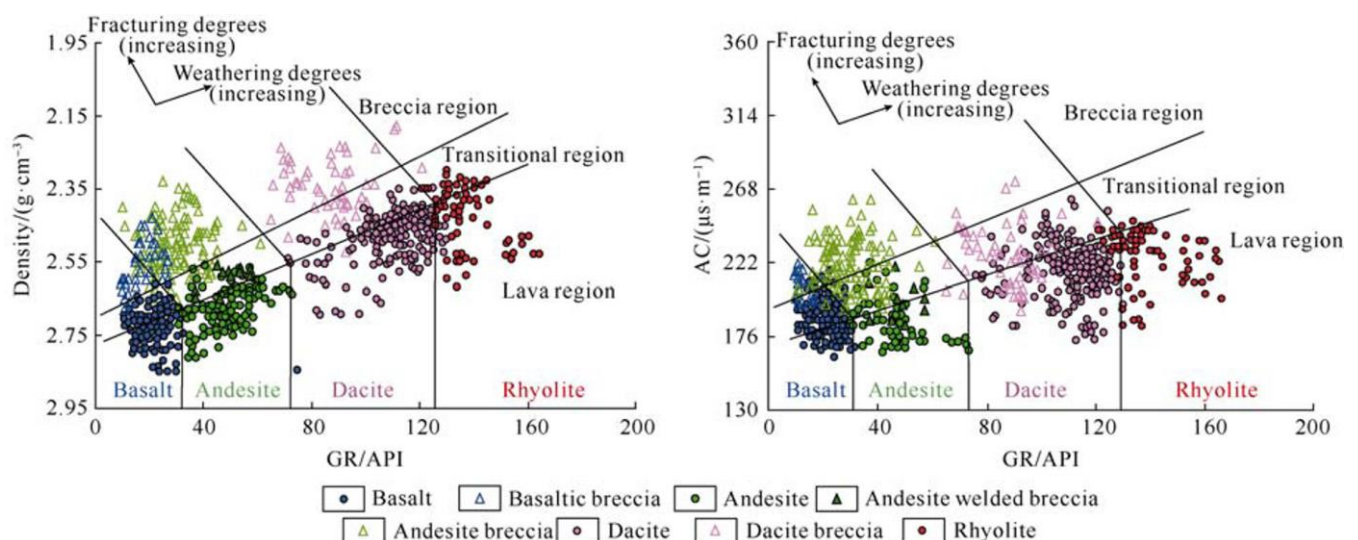 Fracturing degrees
(increasing)
Weathering degrees
(increasing)
Breccia region
Transitional region
Lava region
Density/(g·cm⁻³)
1.95
2.15
2.35
2.55
2.75
2.95
Basalt Andesite Dacite Rhyolite
0 40 80 120 160 200
GR/API
Fracturing degrees
(increasing)
Weathering degrees
(increasing)
Breccia region
Transitional region
Lava region
AC/(μs·m⁻¹)
360
314
268
222
176
130
Basalt Andesite Dacite Rhyolite
0 40 80 120 160 200
GR/API
Basalt Basaltic breccia Andesite Andesite welded breccia
Andesite breccia Dacite Dacite breccia Rhyolite